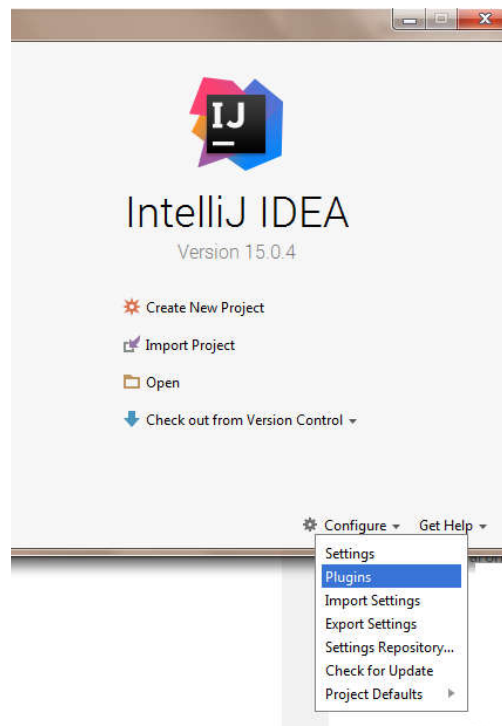 IJ
IntelliJ IDEA
Version 15.0.4
Create New Project
Import Project
Open
Check out from Version Control
Configure Get Help
Settings
Plugins
Import Settings
Export Settings
Settings Repository...
Check for Update
Project Defaults